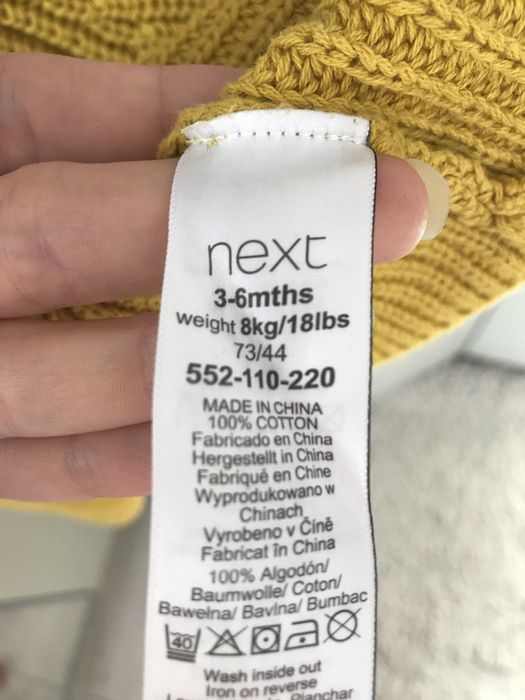 next
3-6mths
weight 8kg/18lbs
73/44
552-110-220
MADE IN CHINA
100% COTTON
Fabricado en China
Hergestellt in China
Fabriqué en Chine
Wyprodukowano w
Chinach
Vyrobeno v Číně
Fabricat în China
100% Algodón/
Baumwolle/ Coton/
Bawełna/ Bavlna/ Bumbac
40
Wash inside out
Iron on reverse
Planchar